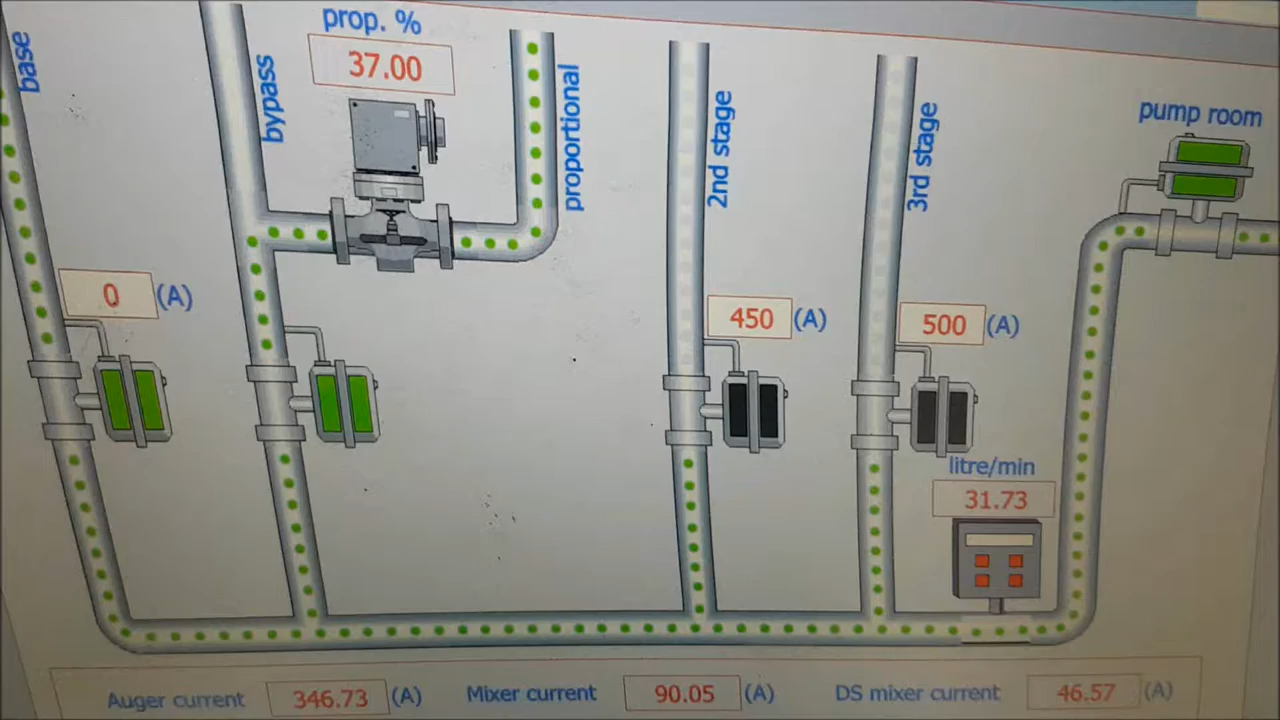 prop. %
37.00
base
bypass
proportional
2nd stage
3rd stage
pump room
0 (A)
450 (A)
500 (A)
litre/min
31.73
Auger current 346.73 (A) Mixer current 90.05 (A) DS mixer current 46.57 (A)